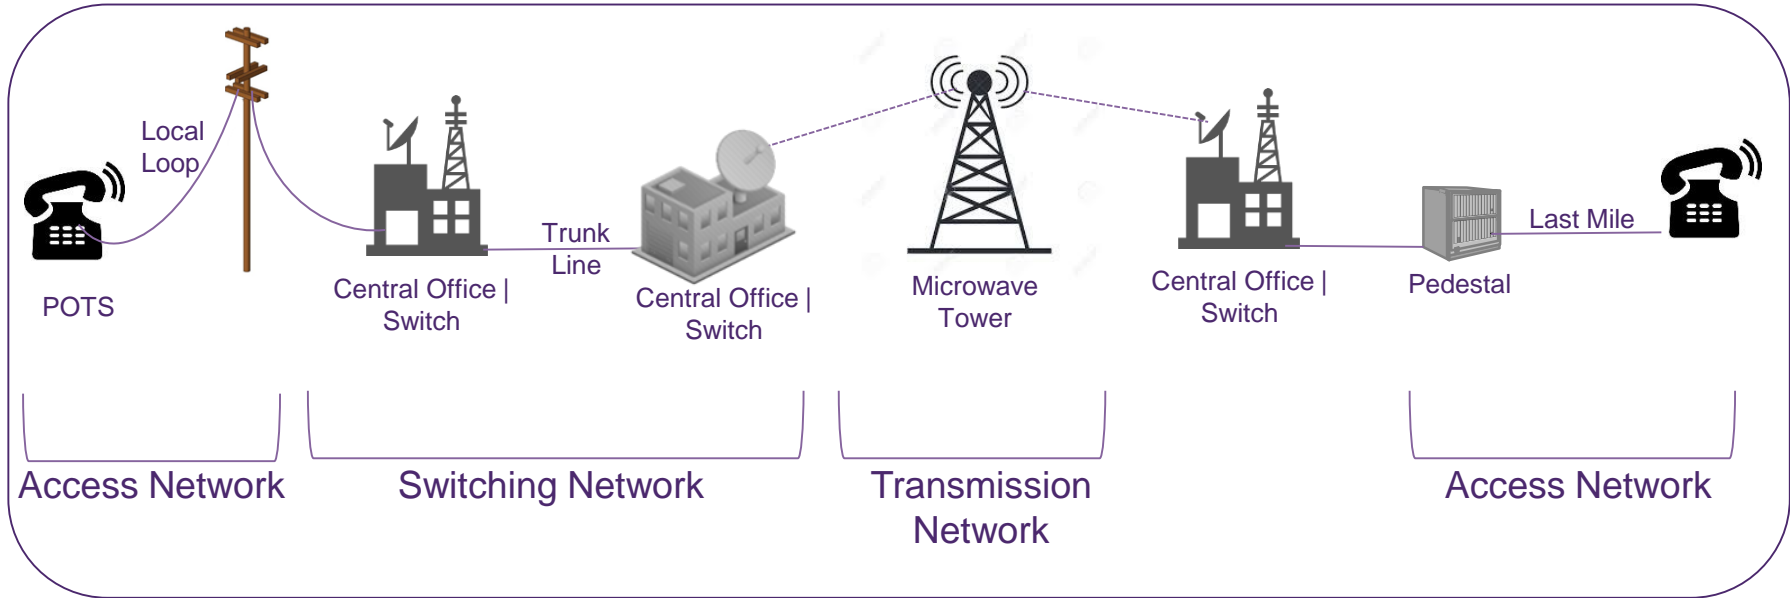 Local
Loop
POTS
Central Office |
Switch
Trunk
Line
Central Office |
Switch
Microwave
Tower
Central Office |
Switch
Pedestal
Last Mile
Access Network
Switching Network
Transmission
Network
Access Network